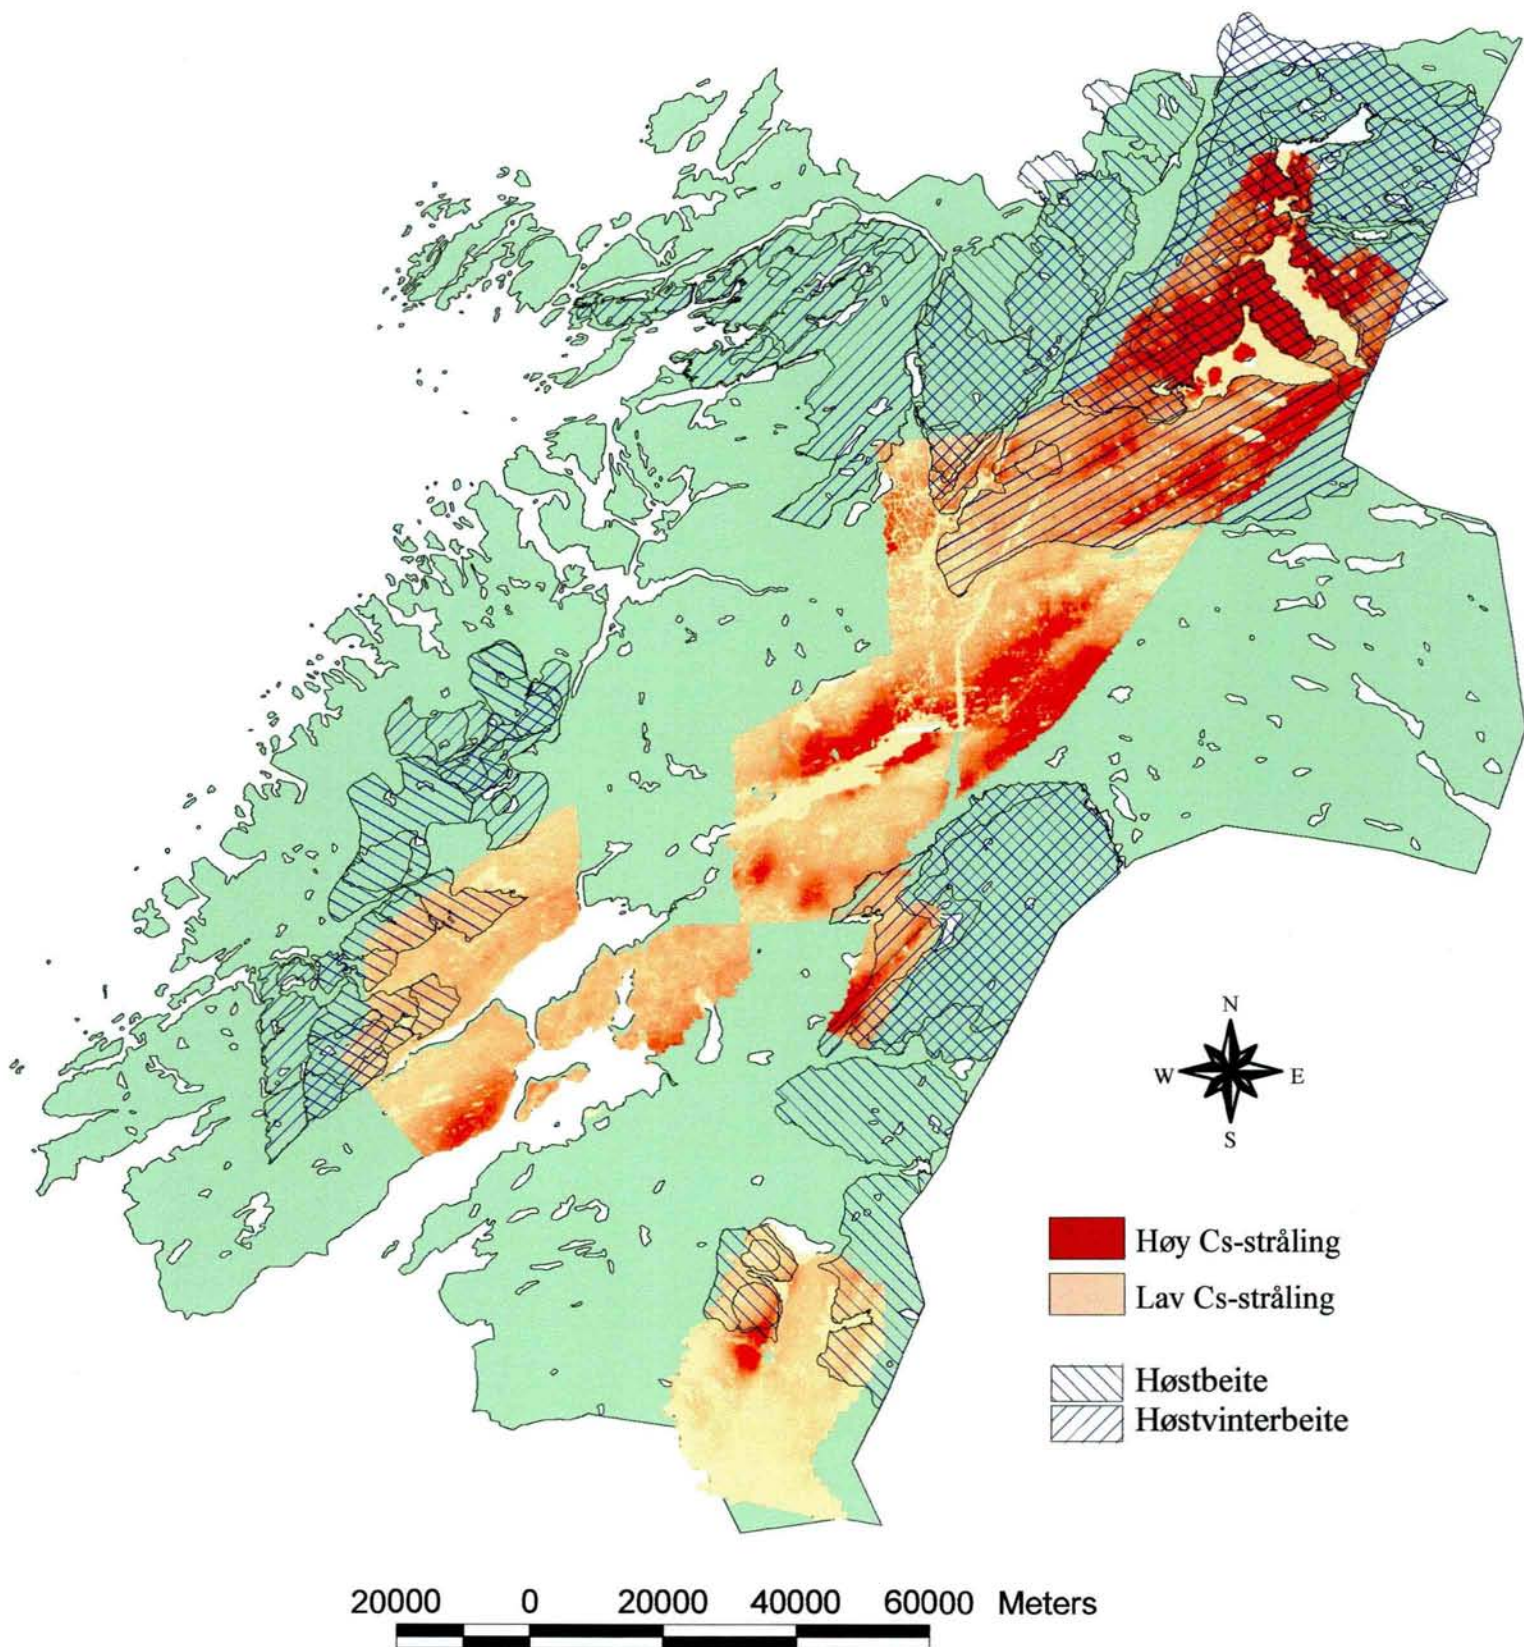 N
W E
S
Høy Cs-stråling
Lav Cs-stråling
Høstbeite
Høstvinterbeite
20000 0 20000 40000 60000 Meters